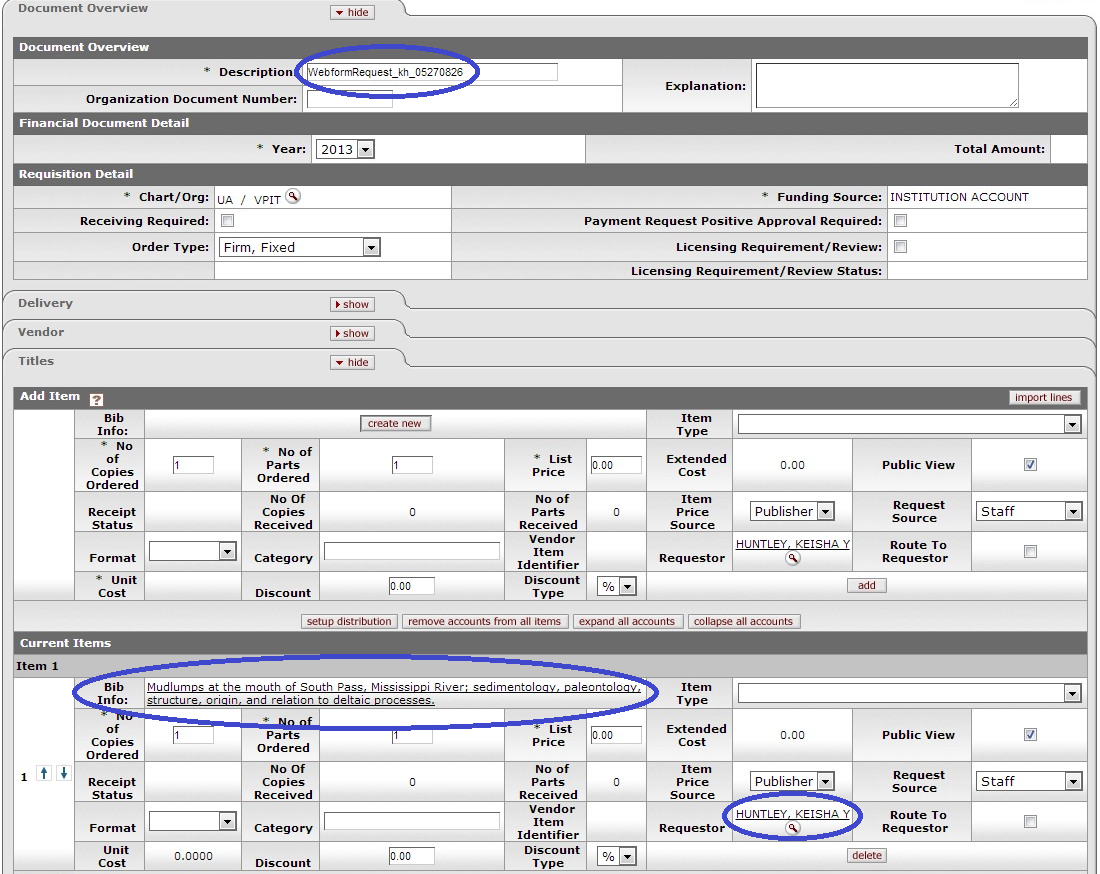 Document Overview hide
Document Overview
* Description: WebformRequest_kh_05270826 Explanation:
Organization Document Number:
Financial Document Detail
* Year: 2013 Total Amount:
Requisition Detail
* Chart/Org: UA / VPIT * Funding Source: INSTITUTION ACCOUNT
Receiving Required: Payment Request Positive Approval Required:
Order Type: Firm, Fixed Licensing Requirement/Review:
Licensing Requirement/Review Status:
Delivery show
Vendor show
Titles hide
Add Item ? import lines
Bib Info: create new Item Type
* No of Copies Ordered 1 * No of Parts Ordered 1 * List Price 0.00 Extended Cost 0.00 Public View
Receipt Status No Of Copies Received 0 No of Parts Received 0 Item Price Source Publisher Request Source Staff
Format Category Vendor Item Identifier Requestor HUNTLEY, KEISHA Y Route To Requestor
* Unit Cost Discount 0.00 Discount Type % add
setup distribution remove accounts from all items expand all accounts collapse all accounts
Current Items
Item 1
Bib Info: Mudlumps at the mouth of South Pass, Mississippi River; sedimentology, paleontology,
structure, origin, and relation to deltaic processes. Item Type
1 * No of Copies Ordered 1 * No of Parts Ordered 1 * List Price 0.00 Extended Cost 0.00 Public View
Receipt Status No Of Copies Received 0 No of Parts Received 0 Item Price Source Publisher Request Source Staff
Format Category Vendor Item Identifier Requestor HUNTLEY, KEISHA Y Route To Requestor
Unit Cost 0.0000 Discount 0.00 Discount Type % delete